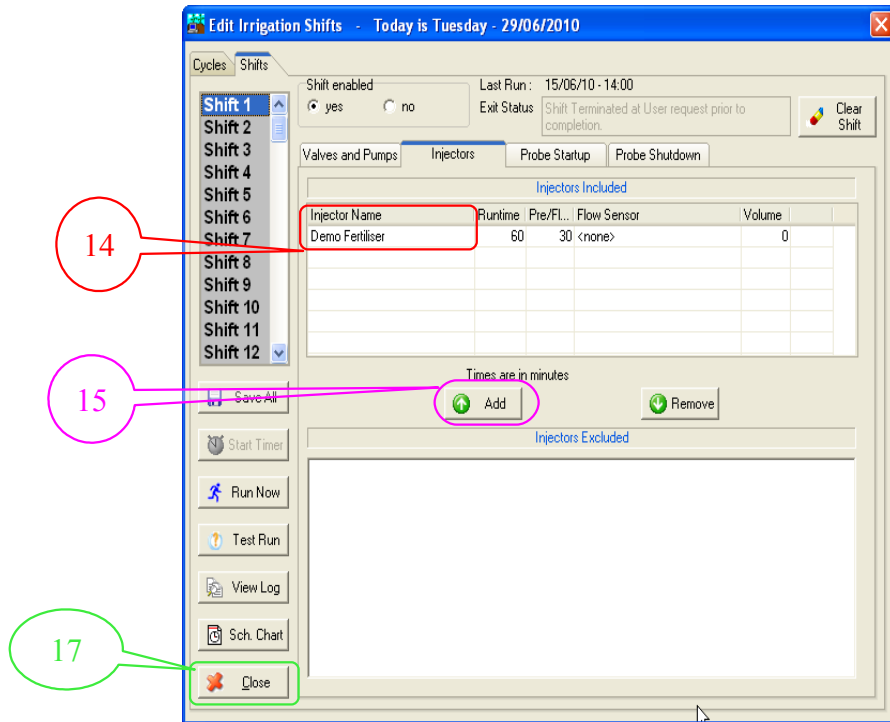 Edit Irrigation Shifts - Today is Tuesday - 29/06/2010
Cycles Shifts
Shift enabled
yes no
Last Run : 15/06/10 - 14:00
Exit Status Shift Terminated at User request prior to
completion.
Clear
Shift
Shift 1
Shift 2
Shift 3
Shift 4
Shift 5
Shift 6
Shift 7
Shift 8
Shift 9
Shift 10
Shift 11
Shift 12
Valves and Pumps Injectors Probe Startup Probe Shutdown
Injectors Included
Injector Name Runtime Pre/Fl... Flow Sensor Volume
Demo Fertiliser 60 30 <none> 0
14
Times are in minutes
Add Remove
15
Injectors Excluded
Save All
Start Timer
Run Now
Test Run
View Log
Sch. Chart
Close
17